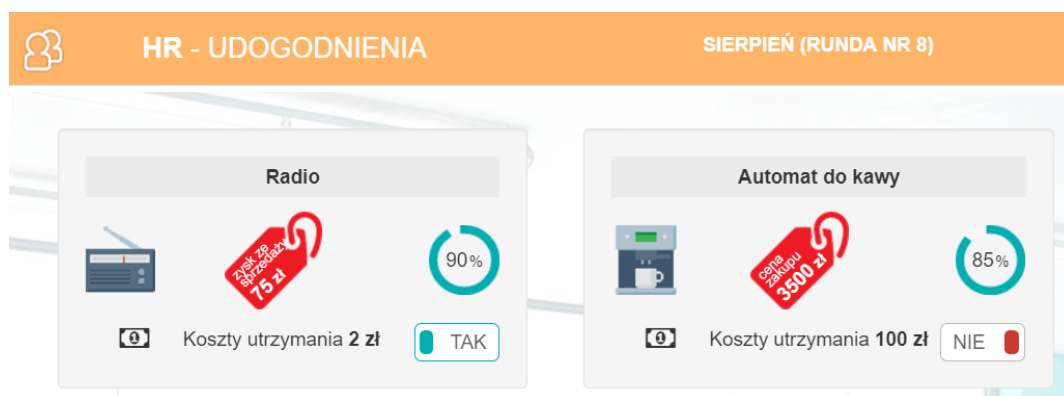 HR - UDOGODNIENIA
SIERPIEŃ (RUNDA NR 8)
Radio
zysk ze
sprzedaży
75 zł
90%
Koszty utrzymania 2 zł
TAK
Automat do kawy
cena
zakupu
3500 zł
85%
Koszty utrzymania 100 zł
NIE